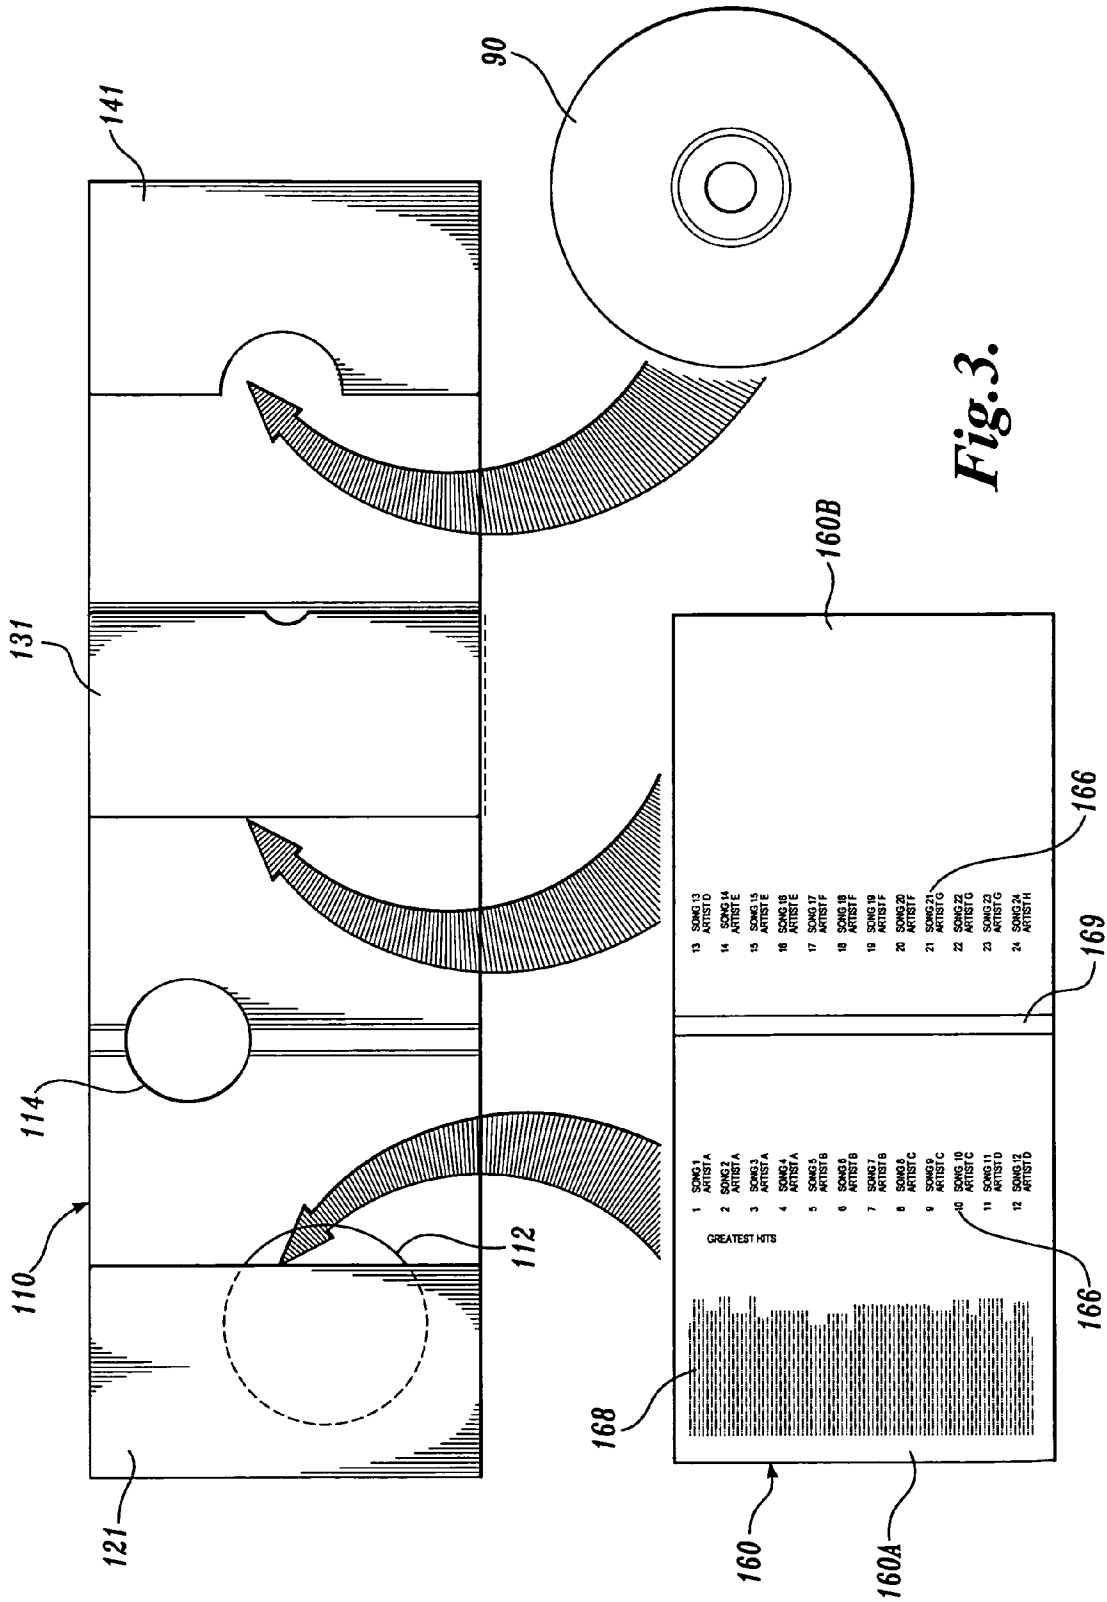 110
114
131
121
141
90
112
168
GREATEST HITS
1 SONG 1
ARTIST A
2 SONG 2
ARTIST A
3 SONG 3
ARTIST A
4 SONG 4
ARTIST A
5 SONG 5
ARTIST B
6 SONG 6
ARTIST B
7 SONG 7
ARTIST B
8 SONG 8
ARTIST C
9 SONG 9
ARTIST C
10 SONG 10
ARTIST C
11 SONG 11
ARTIST D
12 SONG 12
ARTIST D
13 SONG 13
ARTIST D
14 SONG 14
ARTIST E
15 SONG 15
ARTIST E
16 SONG 16
ARTIST E
17 SONG 17
ARTIST F
18 SONG 18
ARTIST F
19 SONG 19
ARTIST F
20 SONG 20
ARTIST F
21 SONG 21
ARTIST G
22 SONG 22
ARTIST G
23 SONG 23
ARTIST G
24 SONG 24
ARTIST H
160
160B
160A
166
166
169
Fig.3.